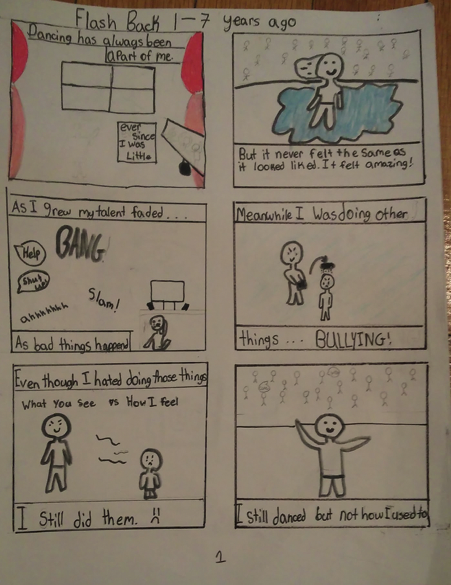 Flash Back 1-7 years ago
Dancing has always been
apart of me.
ever
since
I was
Little
But it never felt the same as
it looked liked. It felt amazing!
As I grew my talent faded...
Help
BANG
Shut up!
Slam!
ahhhhhhh
As bad things happend
Meanwhile I was doing other
things... BULLYING!
Even though I hated doing those things
What You See vs How I feel
I Still did them.
I still danced but not how I used to
1